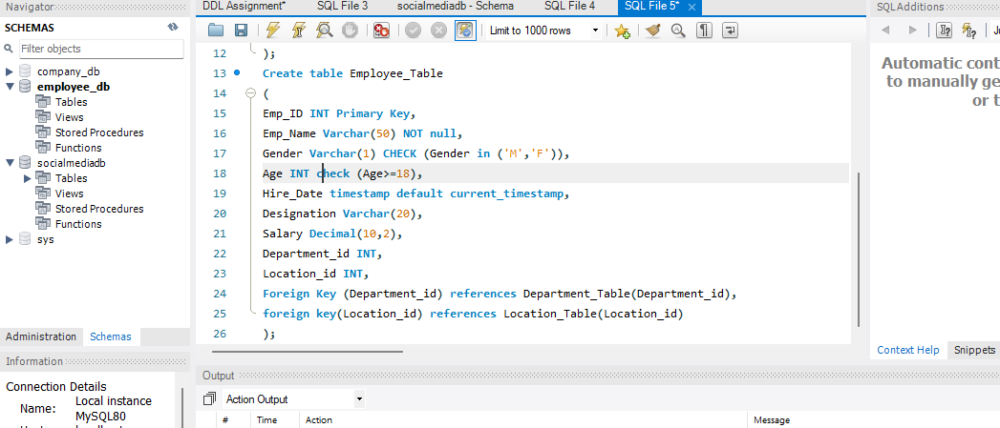 Navigator
DDL Assignment* SQL File 3 socialmediadb - Schema SQL File 4 SQL File 5*
SQLAdditions
SCHEMAS
Filter objects
company_db
employee_db
Tables
Views
Stored Procedures
Functions
socialmediadb
Tables
Views
Stored Procedures
Functions
sys
Administration Schemas
Information
Connection Details
Name: Local instance
MySQL80
Limit to 1000 rows
12 );
13 Create table Employee_Table
14 (
15 Emp_ID INT Primary Key,
16 Emp_Name Varchar(50) NOT null,
17 Gender Varchar(1) CHECK (Gender in ('M','F')),
18 Age INT check (Age>=18),
19 Hire_Date timestamp default current_timestamp,
20 Designation Varchar(20),
21 Salary Decimal(10,2),
22 Department_id INT,
23 Location_id INT,
24 Foreign Key (Department_id) references Department_Table(Department_id),
25 foreign key(Location_id) references Location_Table(Location_id)
26 );
Output
Action Output
# Time Action Message
Automatic cont
to manually ge
or t
Context Help Snippets